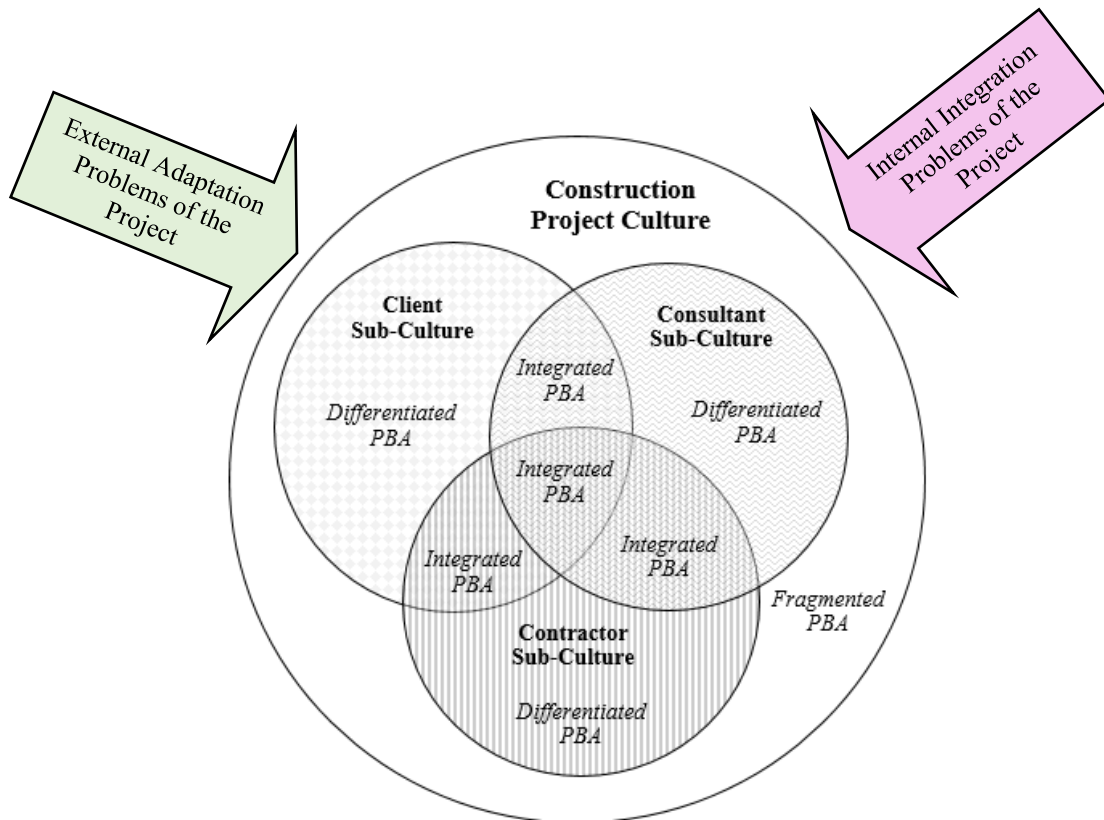 External Adaptation
Problems of the
Project
Internal Integration
Problems of the
Project
Construction
Project Culture
Client
Sub-Culture
Consultant
Sub-Culture
Integrated
PBA
Differentiated
PBA
Differentiated
PBA
Integrated
PBA
Integrated
PBA
Integrated
PBA
Fragmented
PBA
Contractor
Sub-Culture
Differentiated
PBA